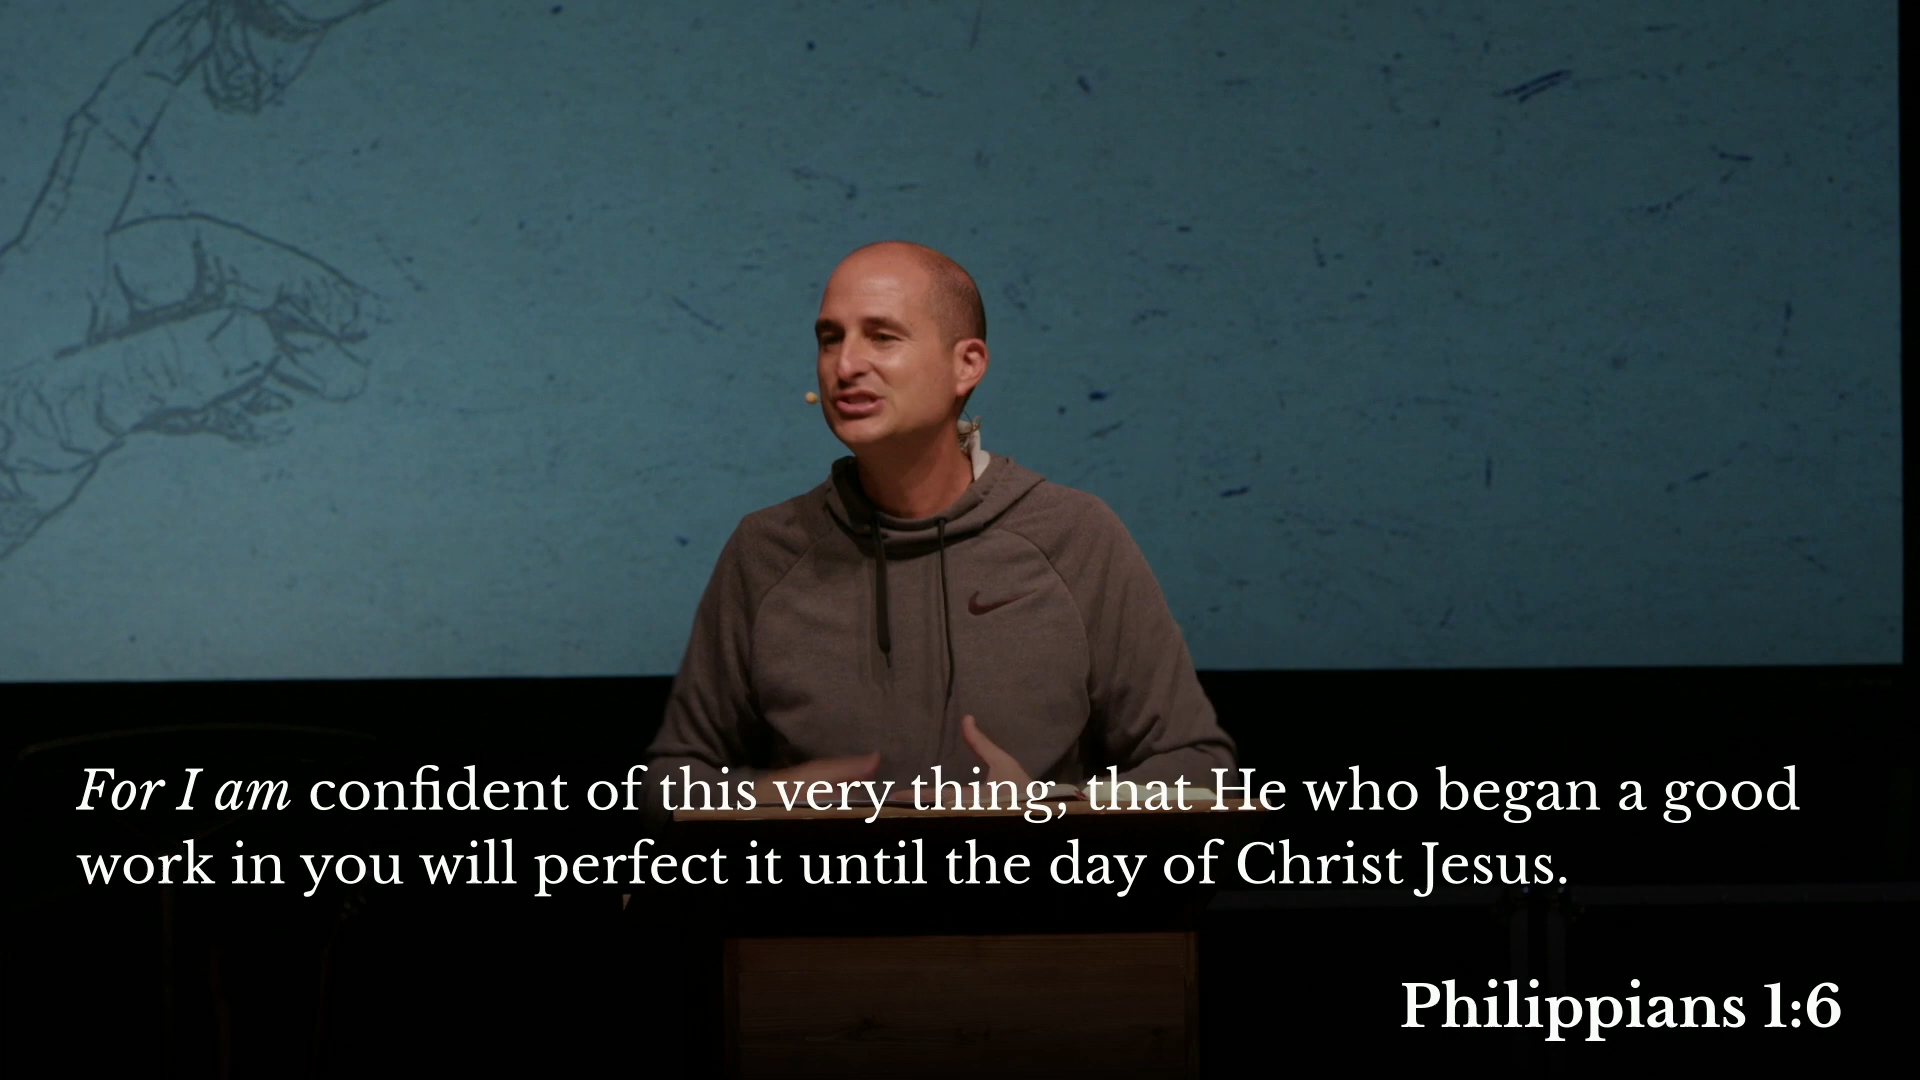 For I am confident of this very thing, that He who began a good
work in you will perfect it until the day of Christ Jesus.
Philippians 1:6